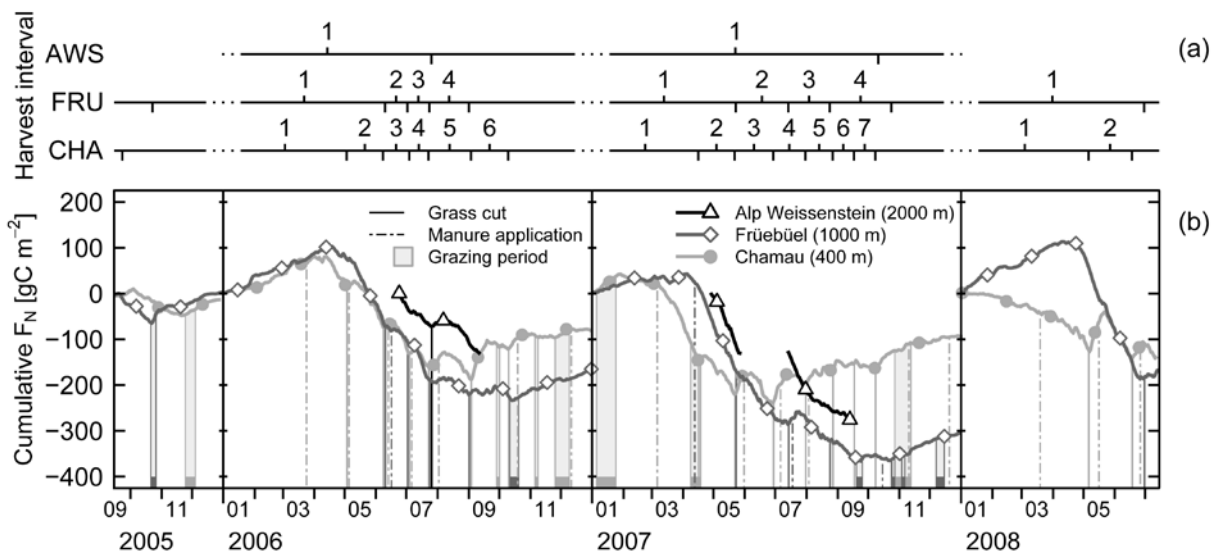 (a)
Harvest interval
AWS 1 1
FRU 1 2 3 4 1 2 3 4 1
CHA 1 2 3 4 5 6 1 2 3 4 5 6 7 1 2
(b)
Cumulative F_N [gC m⁻²]
200
100
0
−100
−200
−300
−400
Grass cut
Manure application
Grazing period
Alp Weissenstein (2000 m)
Früebüel (1000 m)
Chamau (400 m)
09 11 01 03 05 07 09 11 01 03 05 07 09 11 01 03 05
2005 2006 2007 2008